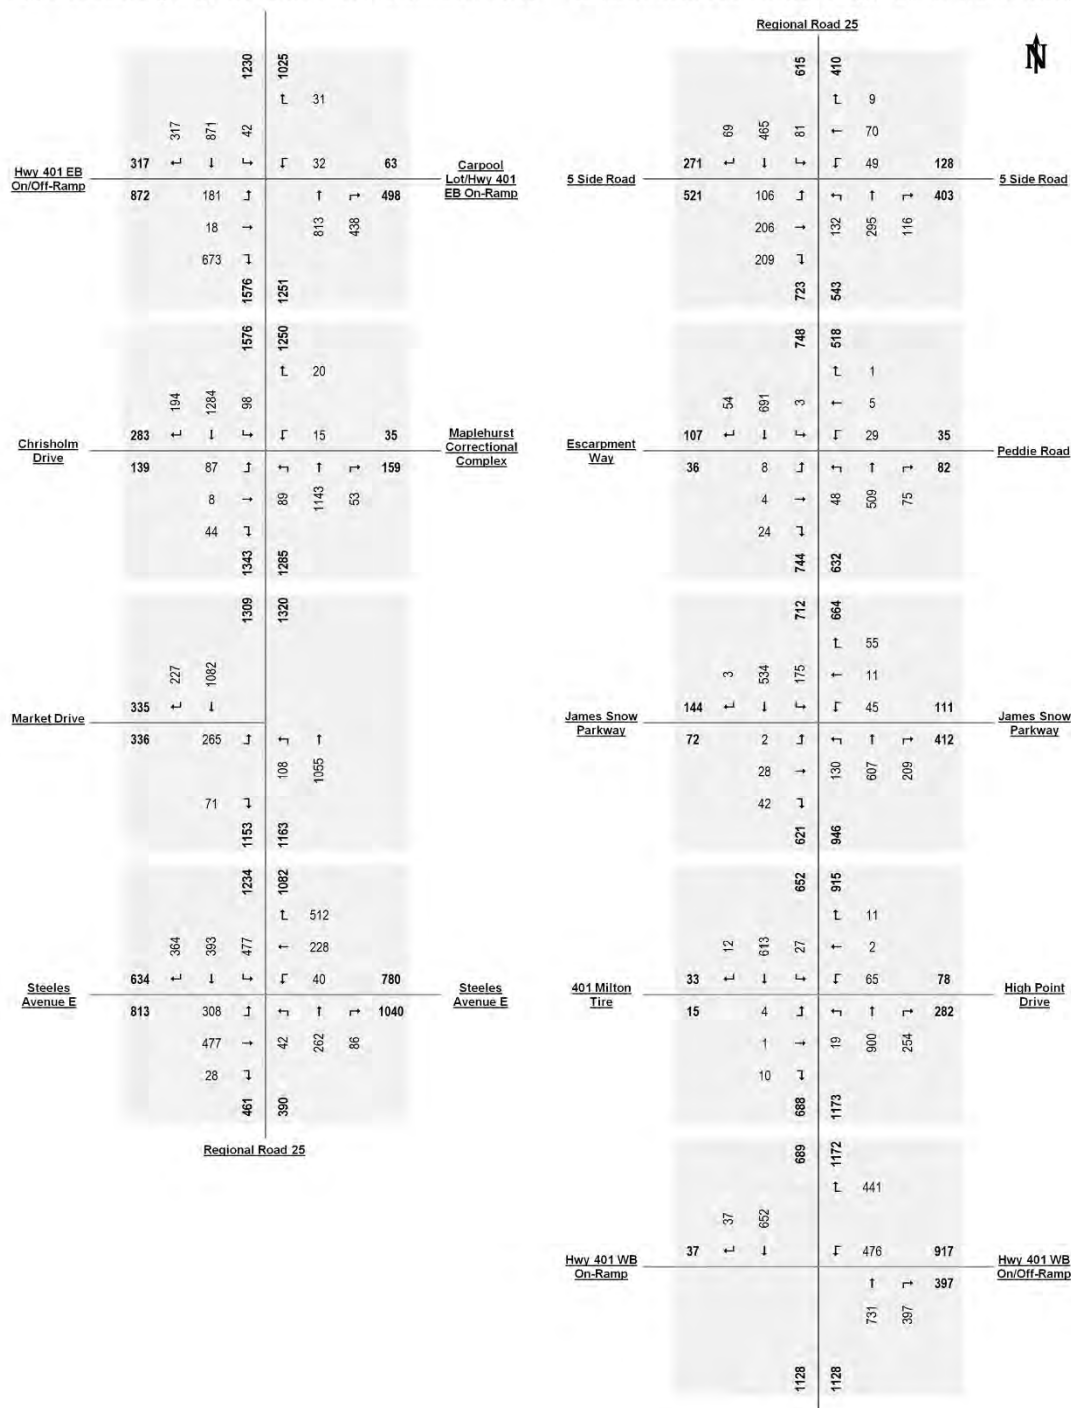 Regional Road 25
N
1230 1025
31
317 871 42
317 32 63
Hwy 401 EB
On/Off-Ramp
Carpool
Lot/Hwy 401
EB On-Ramp
872 181 498
18 813 438
673
1576 1251
1576 1250
20
194 1284 98
283 15 35
Chrisholm
Drive
Maplehurst
Correctional
Complex
139 87 159
8 89 1143 53
44
1343 1285
1309 1320
227 1082
335
Market Drive
336 265
108 1055
71
1153 1163
1234 1082
512
364 393 477 228
634 40 780
Steeles
Avenue E
Steeles
Avenue E
813 308 1040
477 42 262 86
28
461 390
Regional Road 25
615 410
9
69 465 81 70
271 49 128
5 Side Road
5 Side Road
521 106 403
206 132 295 116
209
723 543
748 518
1
54 691 3 5
107 29 35
Escarpment
Way
Peddie Road
36 8 82
4 48 509 75
24
744 632
712 664
55
3 534 175 11
144 45 111
James Snow
Parkway
James Snow
Parkway
72 2 412
28 130 607 209
42
621 946
652 915
11
12 613 27 2
33 65 78
401 Milton
Tire
High Point
Drive
15 4 282
1 19 900 254
10
688 1173
689 1172
441
37 652
37 476 917
Hwy 401 WB
On-Ramp
Hwy 401 WB
On/Off-Ramp
397
731 397
1128 1128